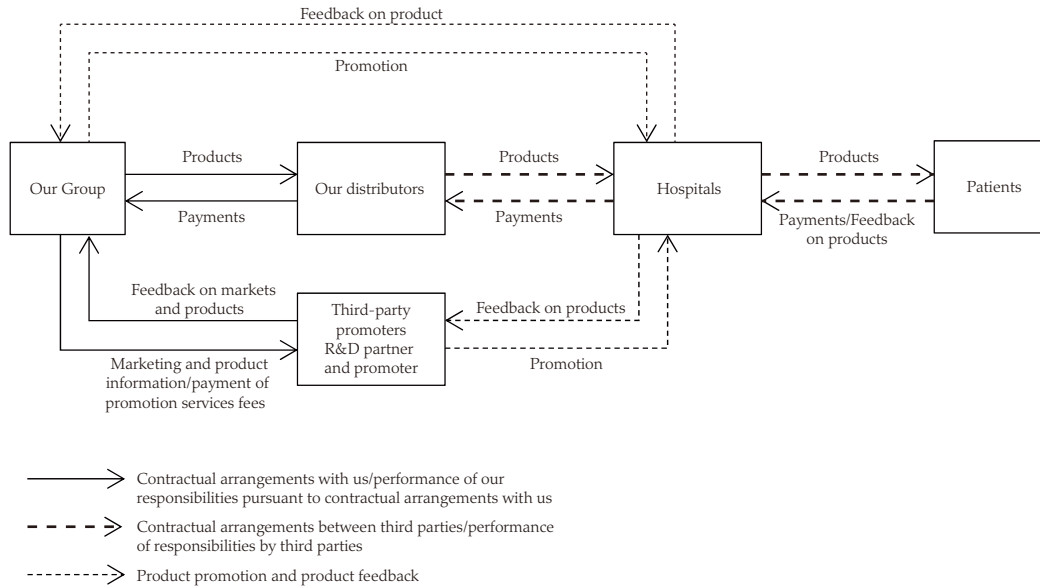 Feedback on product
Promotion
Products
Products
Products
Our Group
Our distributors
Hospitals
Patients
Payments
Payments
Payments/Feedback
on products
Feedback on markets
and products
Third-party
promoters
R&D partner
and promoter
Feedback on products
Promotion
Marketing and product
information/payment of
promotion services fees
Contractual arrangements with us/performance of our
responsibilities pursuant to contractual arrangements with us
Contractual arrangements between third parties/performance
of responsibilities by third parties
Product promotion and product feedback